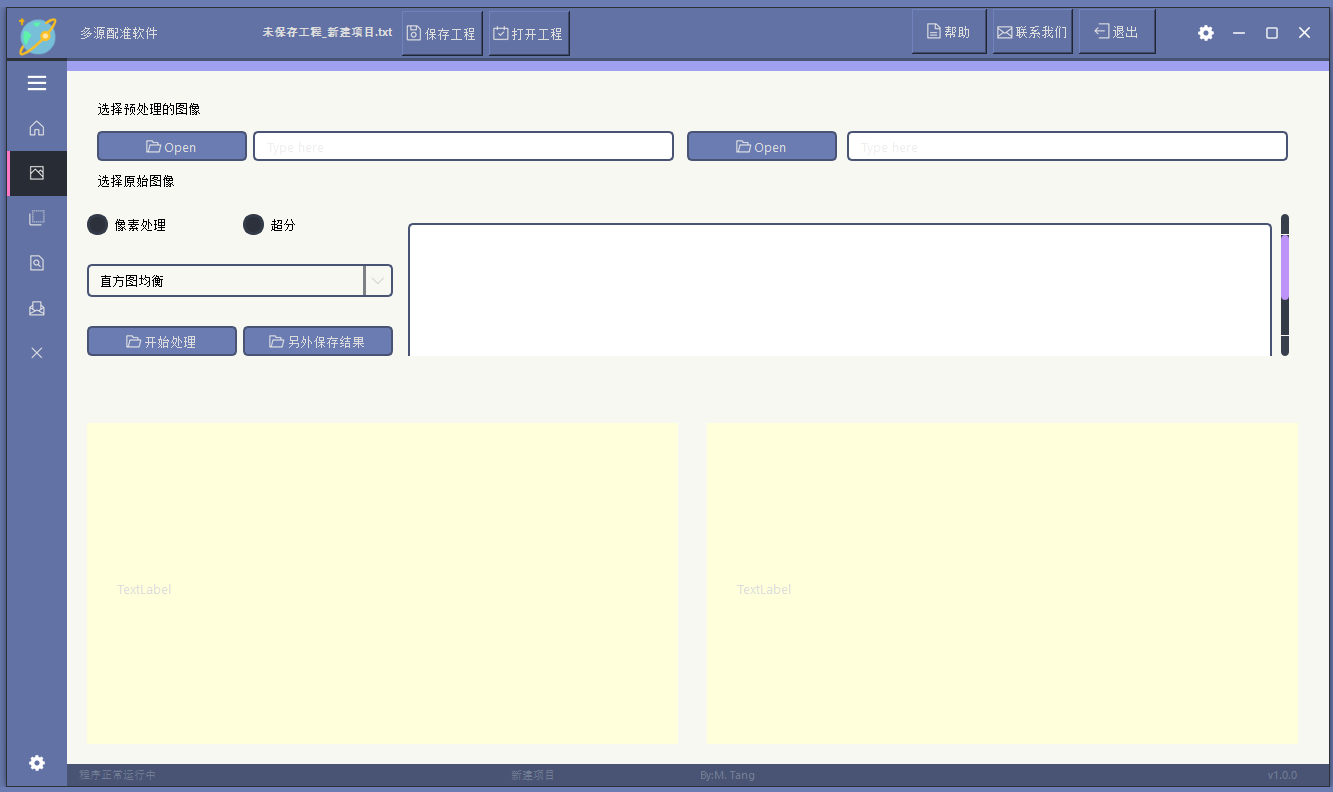 多源配准软件
未保存工程_新建项目.txt
保存工程
打开工程
帮助
联系我们
退出
选择预处理的图像
Open
Type here
Open
Type here
选择原始图像
像素处理
超分
直方图均衡
开始处理
另外保存结果
TextLabel
TextLabel
程序正常运行中
新建项目
By:M. Tang
v1.0.0